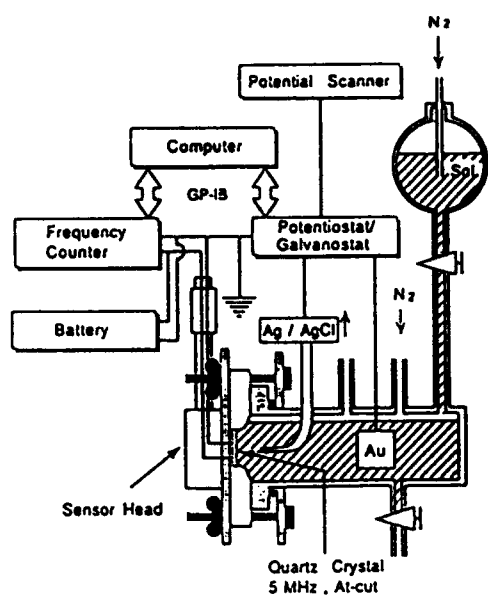 N₂
Potential Scanner
Sol.
Computer
GP-IB
Frequency
Counter
Potentiostat/
Galvanostat
Battery
Ag / AgCl
N₂
Au
Sensor Head
Quartz Crystal
5 MHz , At-cut